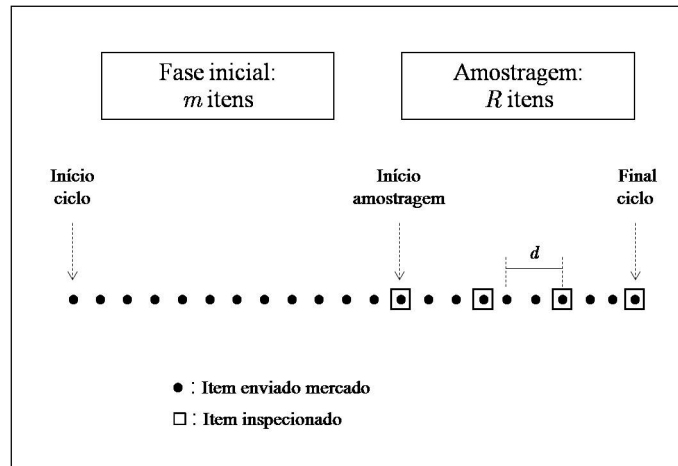 Fase inicial:
m itens
Amostragem:
R itens
Início
ciclo
Início
amostragem
Final
ciclo
d
: Item enviado mercado
: Item inspecionado